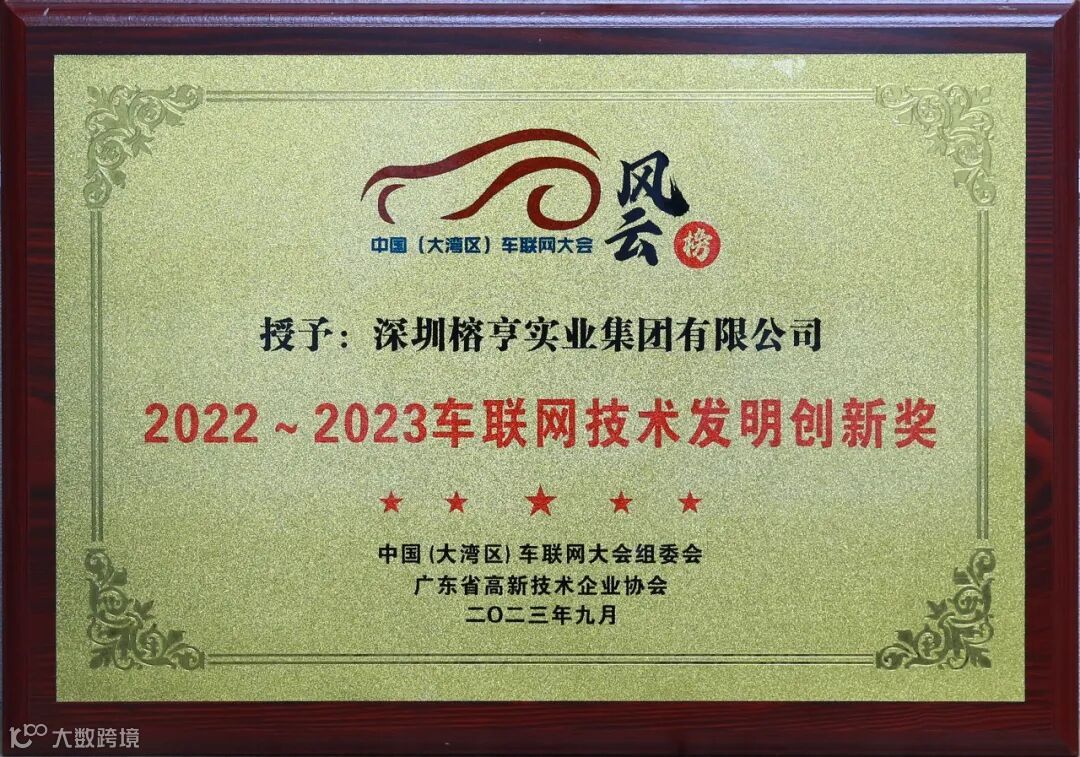 中国（大湾区）车联网大会
风云
榜
授予：深圳榕亨实业集团有限公司
2022～2023车联网技术发明创新奖
中国(大湾区)车联网大会组委会
广东省高新技术企业协会
二〇二三年九月
大数跨境